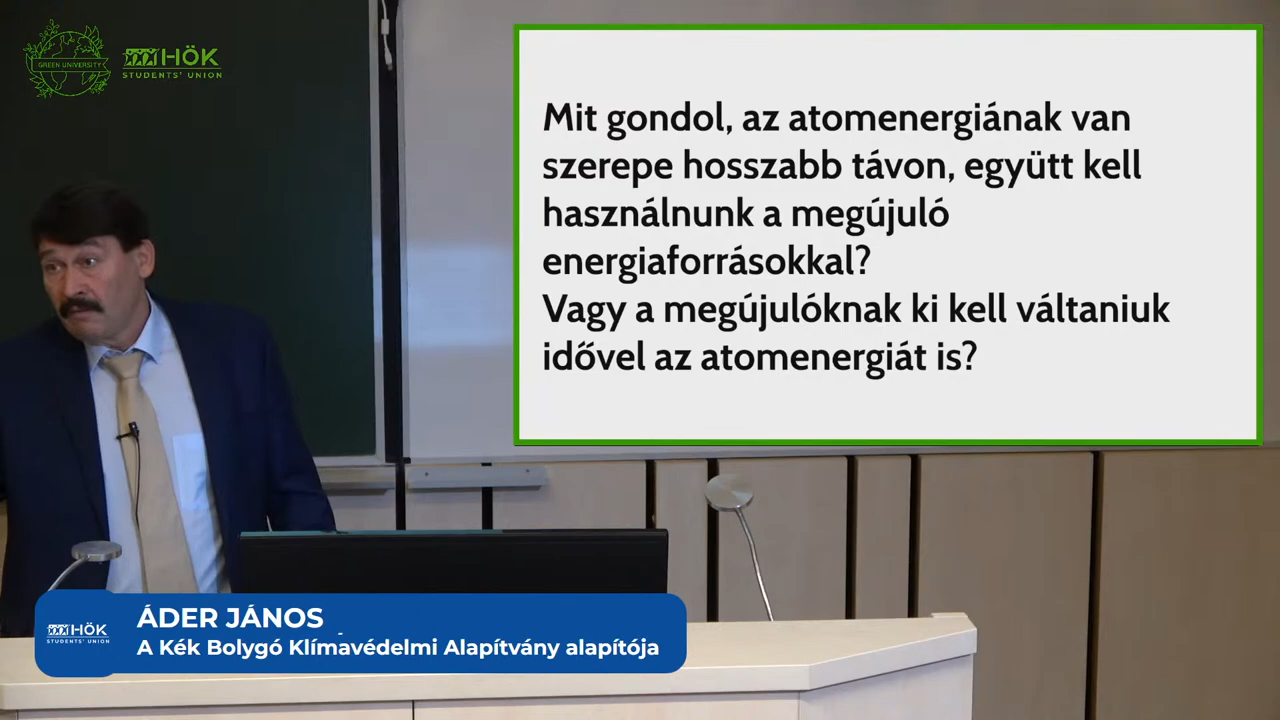 GREEN UNIVERSITY
HÖK
STUDENTS' UNION
Mit gondol, az atomenergiának van
szerepe hosszabb távon, együtt kell
használnunk a megújuló
energiaforrásokkal?
Vagy a megújulóknak ki kell váltaniuk
idővel az atomenergiát is?
HÖK
STUDENTS' UNION
ÁDER JÁNOS
A Kék Bolygó Klímavédelmi Alapítvány alapítója